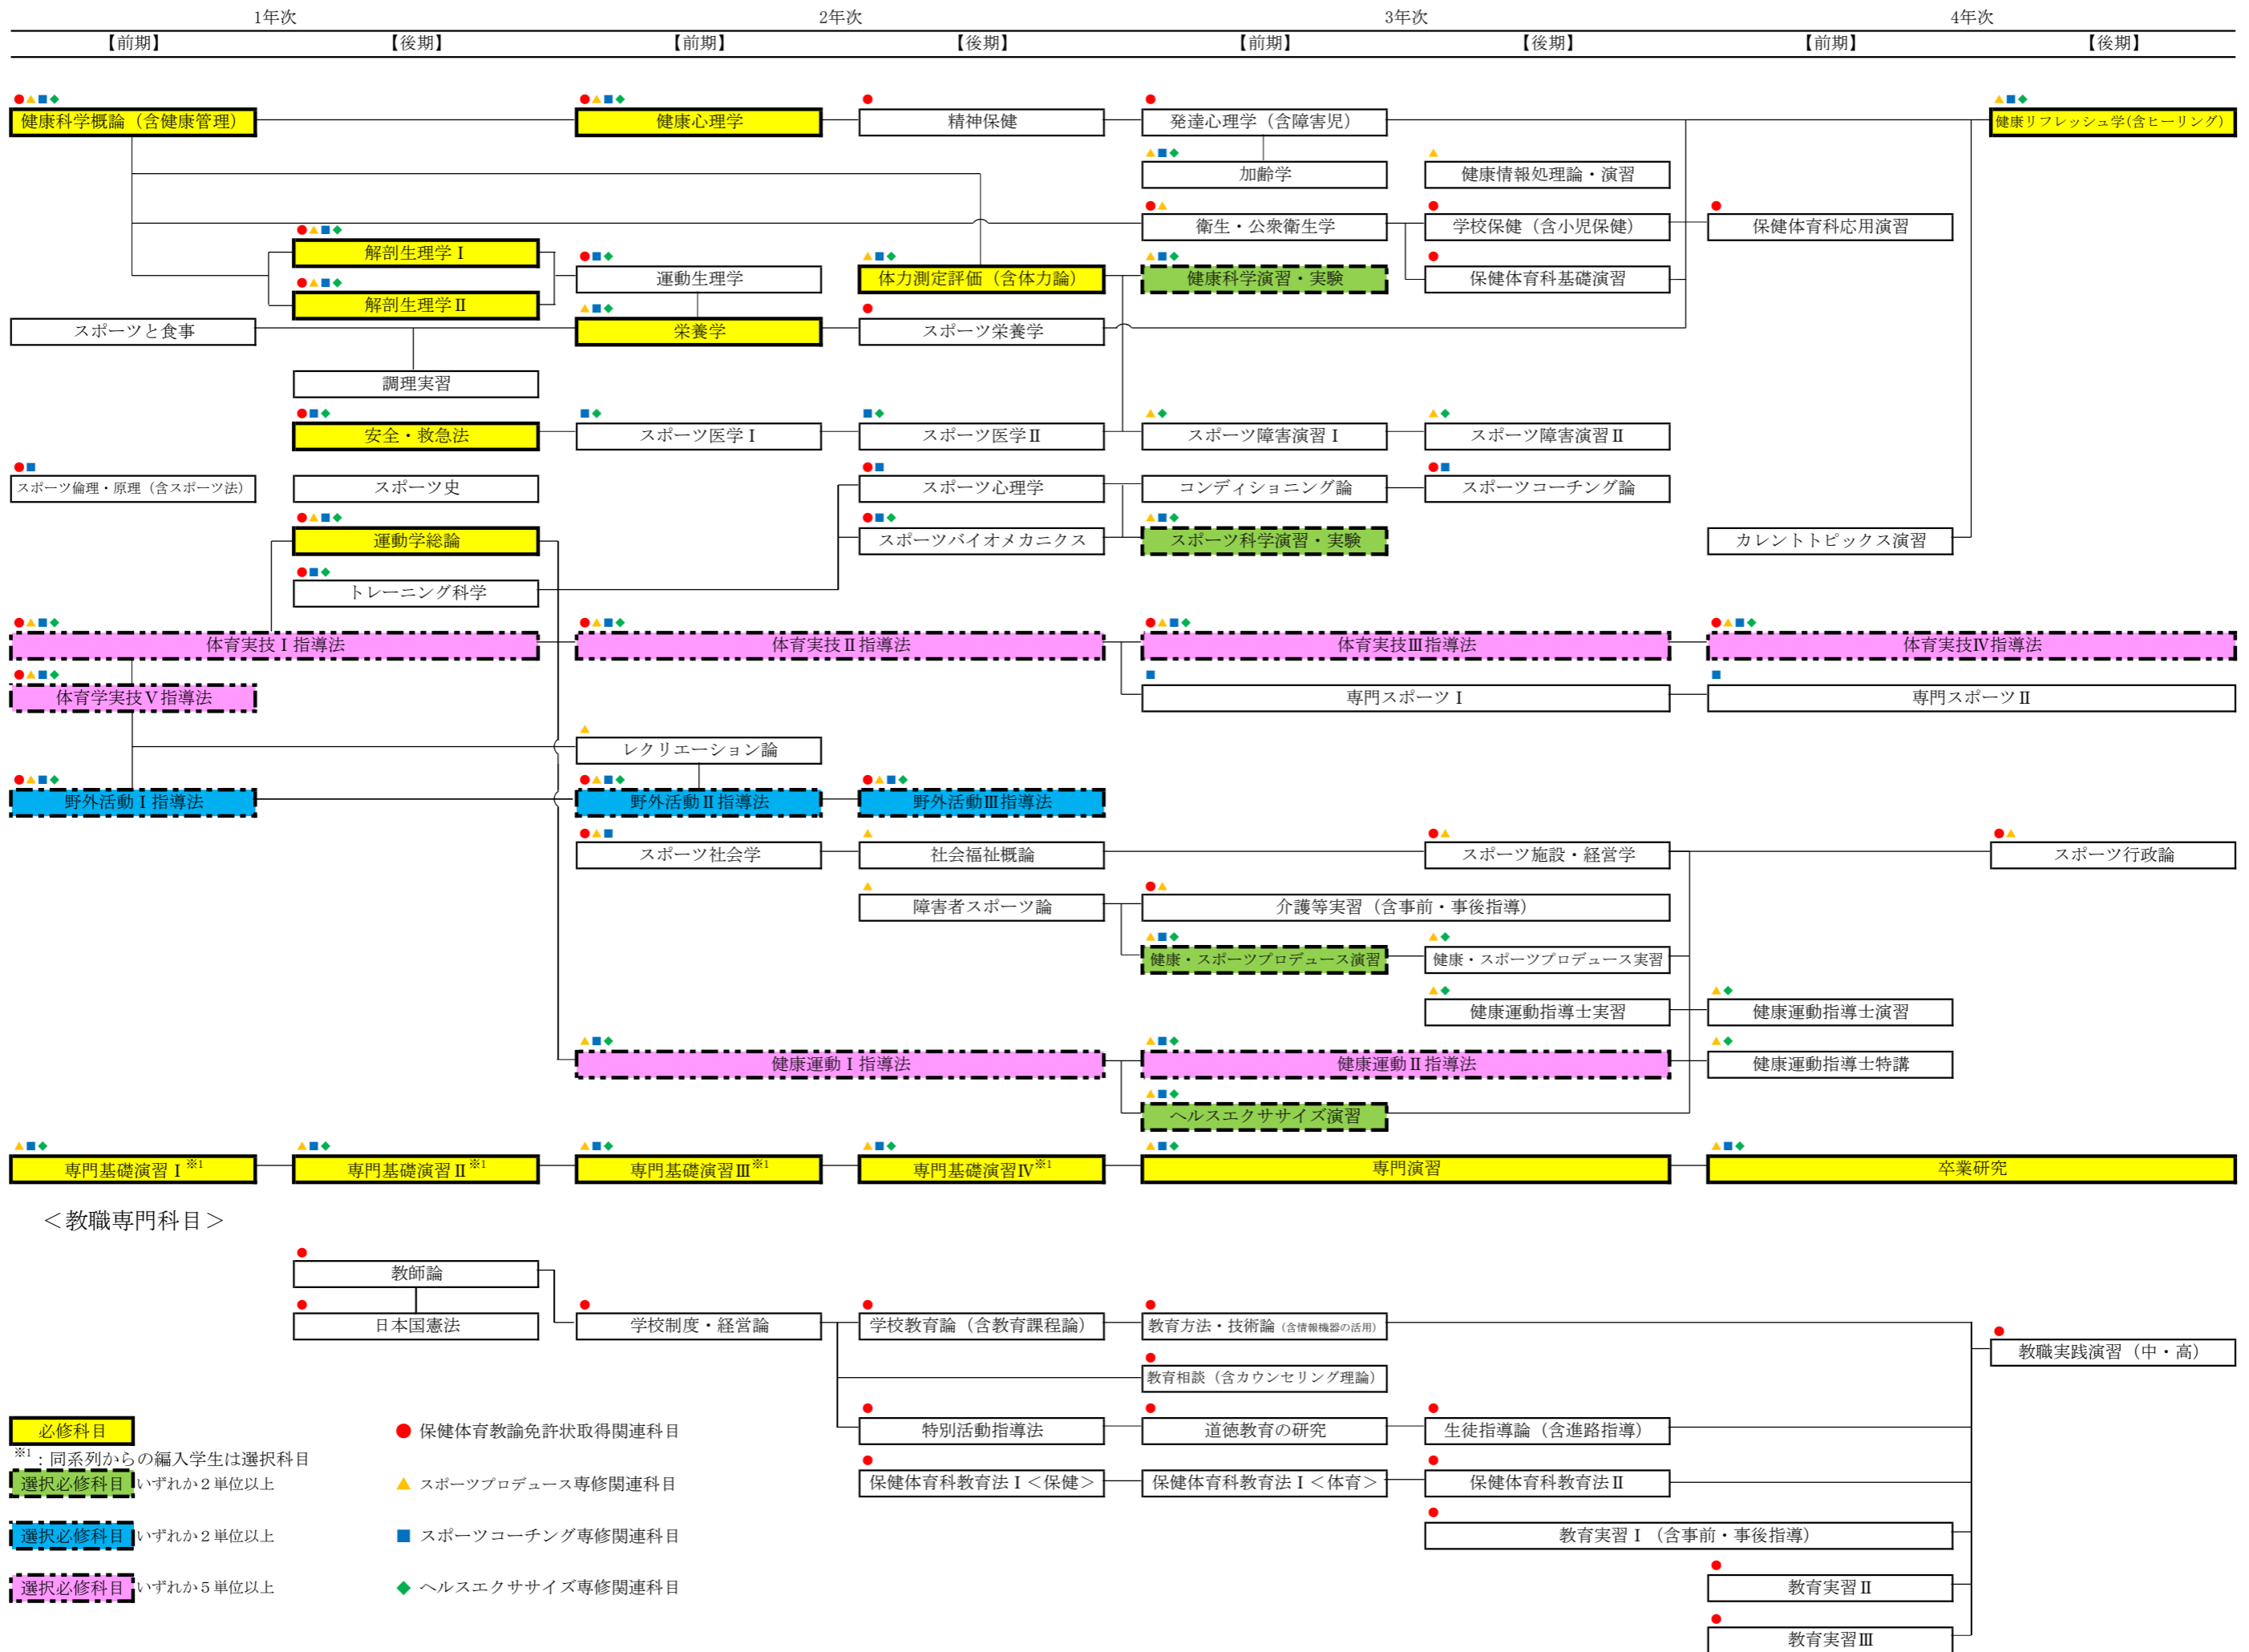 1年次 2年次 3年次 4年次
【前期】 【後期】 【前期】 【後期】 【前期】 【後期】 【前期】 【後期】
●▲■◆ ●▲■◆ ● ● ▲■◆
健康科学概論（含健康管理） 健康心理学 精神保健 発達心理学（含障害児） 健康リフレッシュ学(含ヒーリング)
▲■◆ ▲
加齢学 健康情報処理論・演習
●▲ ● ●
衛生・公衆衛生学 学校保健（含小児保健） 保健体育科応用演習
●▲■◆
解剖生理学Ⅰ
●■◆ ▲■◆ ▲■◆ ●
運動生理学 体力測定評価（含体力論） 健康科学演習・実験 保健体育科基礎演習
●▲■◆
解剖生理学Ⅱ
▲■◆ ●
スポーツと食事 栄養学 スポーツ栄養学
調理実習
●■◆ ■◆ ■◆ ▲◆ ▲◆
安全・救急法 スポーツ医学Ⅰ スポーツ医学Ⅱ スポーツ障害演習Ⅰ スポーツ障害演習Ⅱ
●■ ●■ ●■
スポーツ倫理・原理（含スポーツ法） スポーツ史 スポーツ心理学 コンディショニング論 スポーツコーチング論
●▲■◆ ●■◆ ▲■◆
運動学総論 スポーツバイオメカニクス スポーツ科学演習・実験 カレントトピックス演習
●■◆
トレーニング科学
●▲■◆ ●▲■◆ ●▲■◆ ●▲■◆
体育実技Ⅰ指導法 体育実技Ⅱ指導法 体育実技Ⅲ指導法 体育実技Ⅳ指導法
●▲■◆ ■ ■
体育学実技Ⅴ指導法 専門スポーツⅠ 専門スポーツⅡ
▲
レクリエーション論
●▲■◆ ●▲■◆ ●▲■◆
野外活動Ⅰ指導法 野外活動Ⅱ指導法 野外活動Ⅲ指導法
●▲■ ▲ ●▲ ●▲
スポーツ社会学 社会福祉概論 スポーツ施設・経営学 スポーツ行政論
▲ ●▲
障害者スポーツ論 介護等実習（含事前・事後指導）
▲■◆ ▲◆
健康・スポーツプロデュース演習 健康・スポーツプロデュース実習
▲◆ ▲◆
健康運動指導士実習 健康運動指導士演習
▲■◆ ▲■◆ ▲◆
健康運動Ⅰ指導法 健康運動Ⅱ指導法 健康運動指導士特講
▲■◆
ヘルスエクササイズ演習
▲■◆ ▲■◆ ▲■◆ ▲■◆ ▲■◆ ▲■◆
専門基礎演習Ⅰ※1 専門基礎演習Ⅱ※1 専門基礎演習Ⅲ※1 専門基礎演習Ⅳ※1 専門演習 卒業研究
＜教職専門科目＞
●
教師論
● ● ● ●
日本国憲法 学校制度・経営論 学校教育論（含教育課程論） 教育方法・技術論（含情報機器の活用）
●
教職実践演習（中・高）
●
教育相談（含カウンセリング理論）
● ● ●
特別活動指導法 道徳教育の研究 生徒指導論（含進路指導）
● ●
保健体育科教育法Ⅰ＜保健＞ 保健体育科教育法Ⅰ＜体育＞ 保健体育科教育法Ⅱ
●
教育実習Ⅰ（含事前・事後指導）
●
教育実習Ⅱ
●
教育実習Ⅲ
必修科目
※1：同系列からの編入学生は選択科目
選択必修科目 いずれか２単位以上
選択必修科目 いずれか２単位以上
選択必修科目 いずれか５単位以上
● 保健体育教論免許状取得関連科目
▲ スポーツプロデュース専修関連科目
■ スポーツコーチング専修関連科目
◆ ヘルスエクササイズ専修関連科目